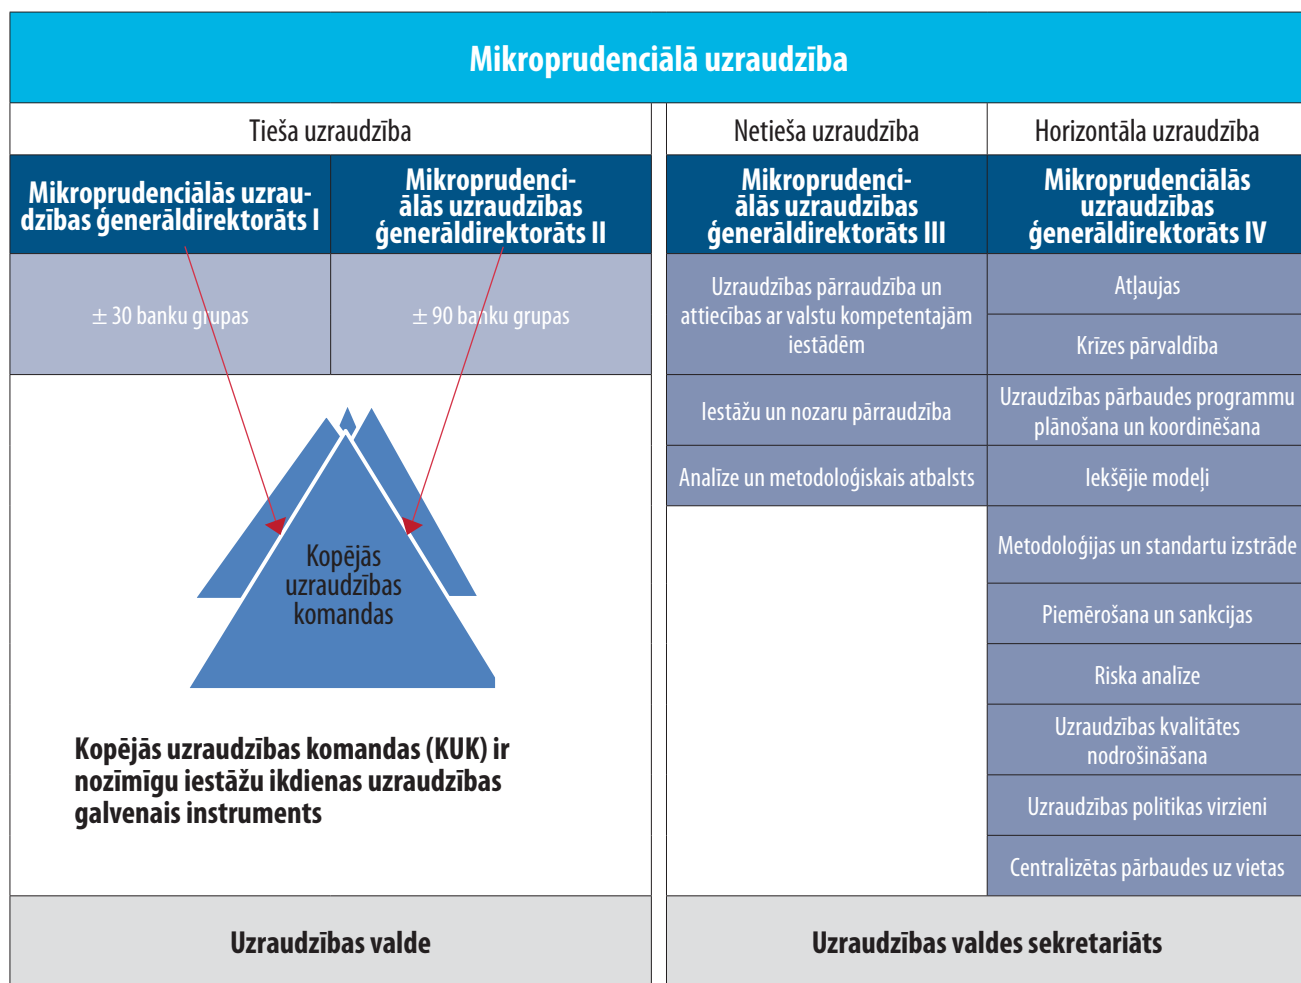 Mikroprudenciālā uzraudzība
Tieša uzraudzība
Netieša uzraudzība
Horizontāla uzraudzība
Mikroprudenciālās uzrau-
dzības ģenerāldirektorāts I
Mikroprudenci-
ālās uzraudzības
ģenerāldirektorāts II
Mikroprudenci-
ālās uzraudzības
ģenerāldirektorāts III
Mikroprudenciālās
uzraudzības
ģenerāldirektorāts IV
± 30 banku grupas
± 90 banku grupas
Uzraudzības pārraudzība un
attiecības ar valstu kompetentajām
iestādēm
Iestāžu un nozaru pārraudzība
Analīze un metodoloģiskais atbalsts
Atļaujas
Krīzes pārvaldība
Uzraudzības pārbaudes programmu
plānošana un koordinēšana
Iekšējie modeļi
Metodoloģijas un standartu izstrāde
Piemērošana un sankcijas
Riska analīze
Uzraudzības kvalitātes
nodrošināšana
Uzraudzības politikas virzieni
Centralizētas pārbaudes uz vietas
Kopējās
uzraudzības
komandas
Kopējās uzraudzības komandas (KUK) ir
nozīmīgu iestāžu ikdienas uzraudzības
galvenais instruments
Uzraudzības valde
Uzraudzības valdes sekretariāts